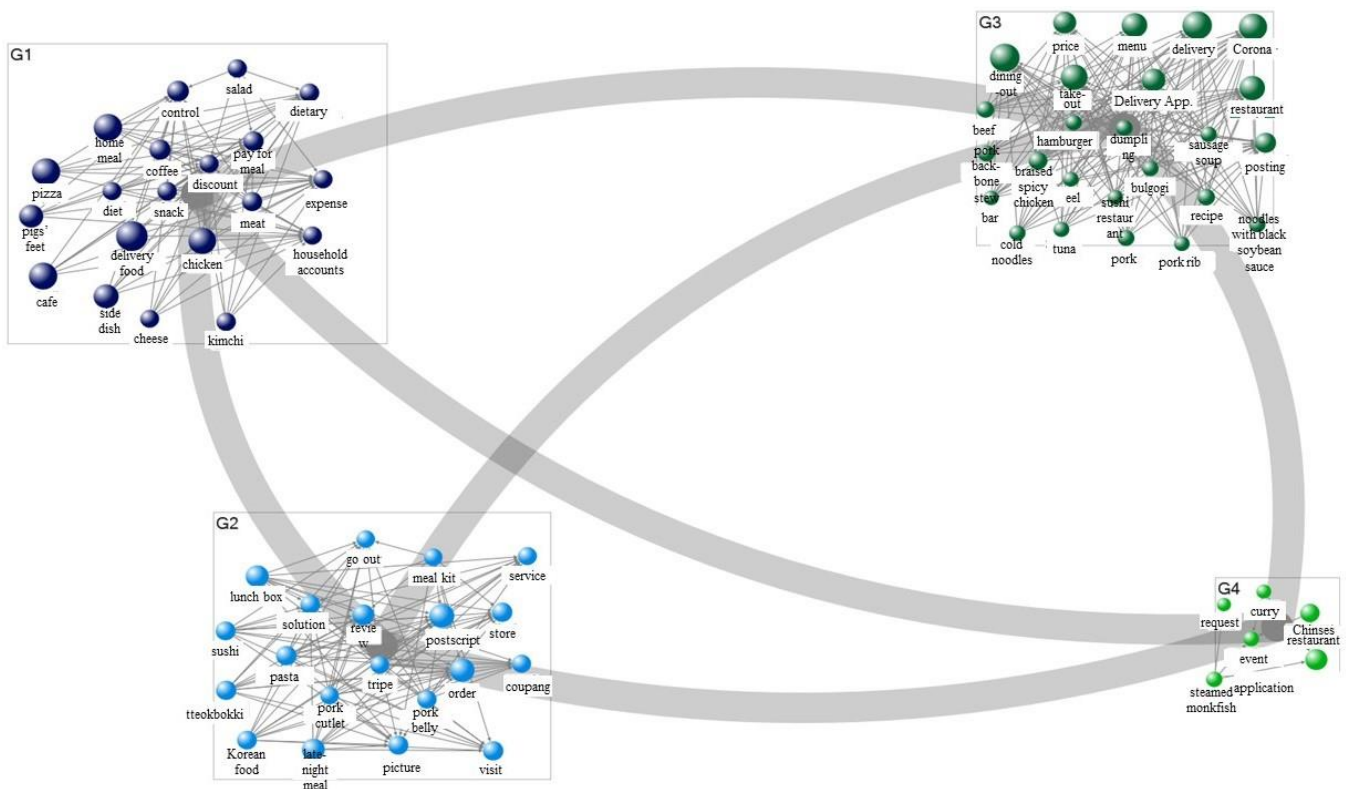 G1
salad
control
dietary
home
meal
pay for
meal
coffee
discount
pizza
diet
snack
meat
expense
pigs'
feet
delivery
food
chicken
household
accounts
cafe
side
dish
cheese
kimchi
G2
go out
meal kit
service
lunch box
solution
revie
w
postscript
store
sushi
pasta
tripe
order
coupang
tteokbokki
pork
cutlet
pork
belly
Korean
food
late-
night
meal
picture
visit
G3
price
menu
delivery
Corona
dining
-out
take-
out
Delivery App.
restaurant
beef
hamburger
dumpli
ng
sausage
soup
posting
pork
back-
bone
stew
braised
spicy
chicken
eel
bulgogi
bar
sushi
restaur
ant
recipe
noodles
with black
soybean
sauce
cold
noodles
tuna
pork
pork rib
G4
curry
request
Chinses
restaurant
event
steamed
monkfish
application